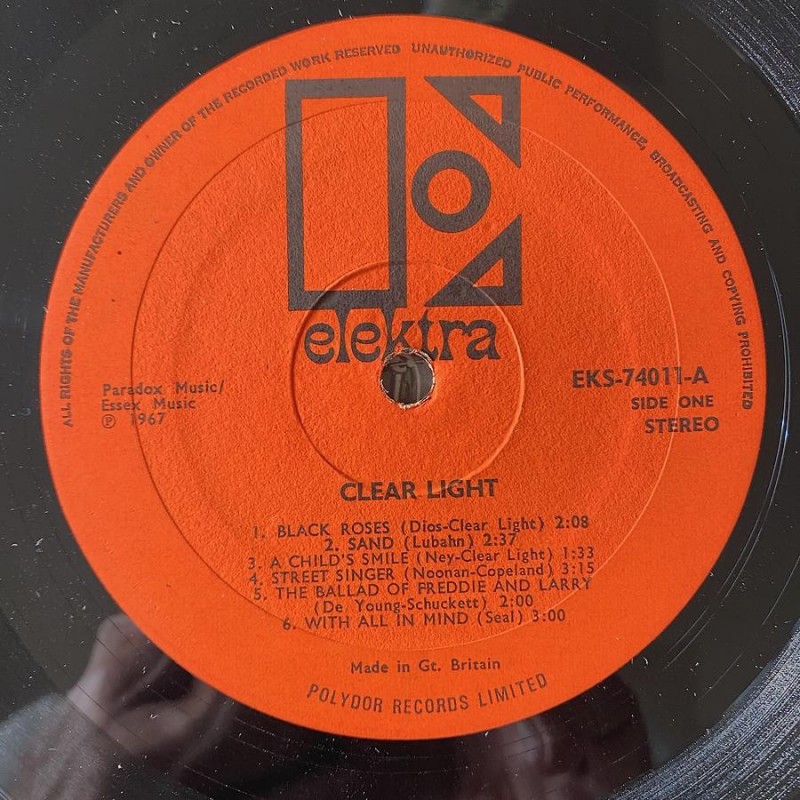 ALL RIGHTS OF THE MANUFACTURERS AND OWNER OF THE RECORDED WORK RESERVED UNAUTHORIZED PUBLIC PERFORMANCE, BROADCASTING AND COPYING PROHIBITED
elektra
Paradox Music/
Essex Music
℗ 1967
EKS-74011-A
SIDE ONE
STEREO
CLEAR LIGHT
1. BLACK ROSES (Dios-Clear Light) 2:08
2. SAND (Lubahn) 2:37
3. A CHILD'S SMILE (Ney-Clear Light) 1:33
4. STREET SINGER (Noonan-Copeland) 3:15
5. THE BALLAD OF FREDDIE AND LARRY
(De Young-Schuckett) 2:00
6. WITH ALL IN MIND (Seal) 3:00
Made in Gt. Britain
POLYDOR RECORDS LIMITED